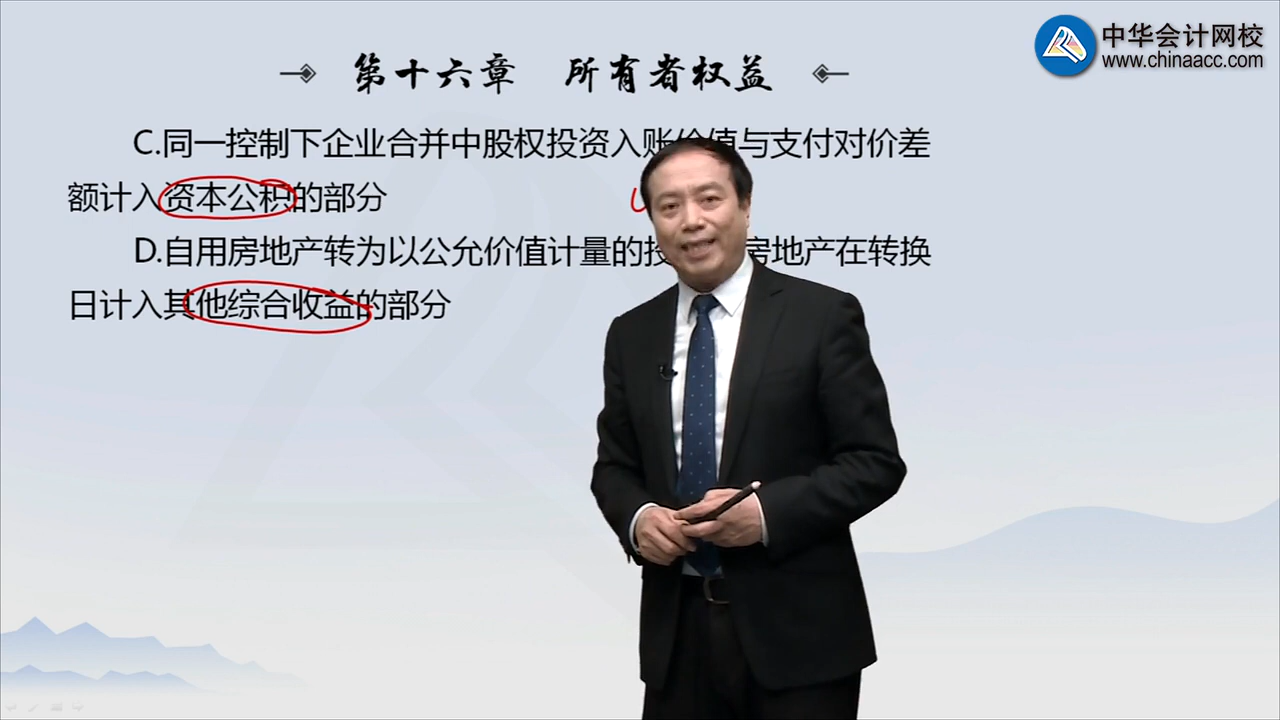 中华会计网校
www.chinaacc.com
第十六章 所有者权益
C.同一控制下企业合并中股权投资入账价值与支付对价差
额计入资本公积的部分
D.自用房地产转为以公允价值计量的投 房地产在转换
日计入其他综合收益的部分